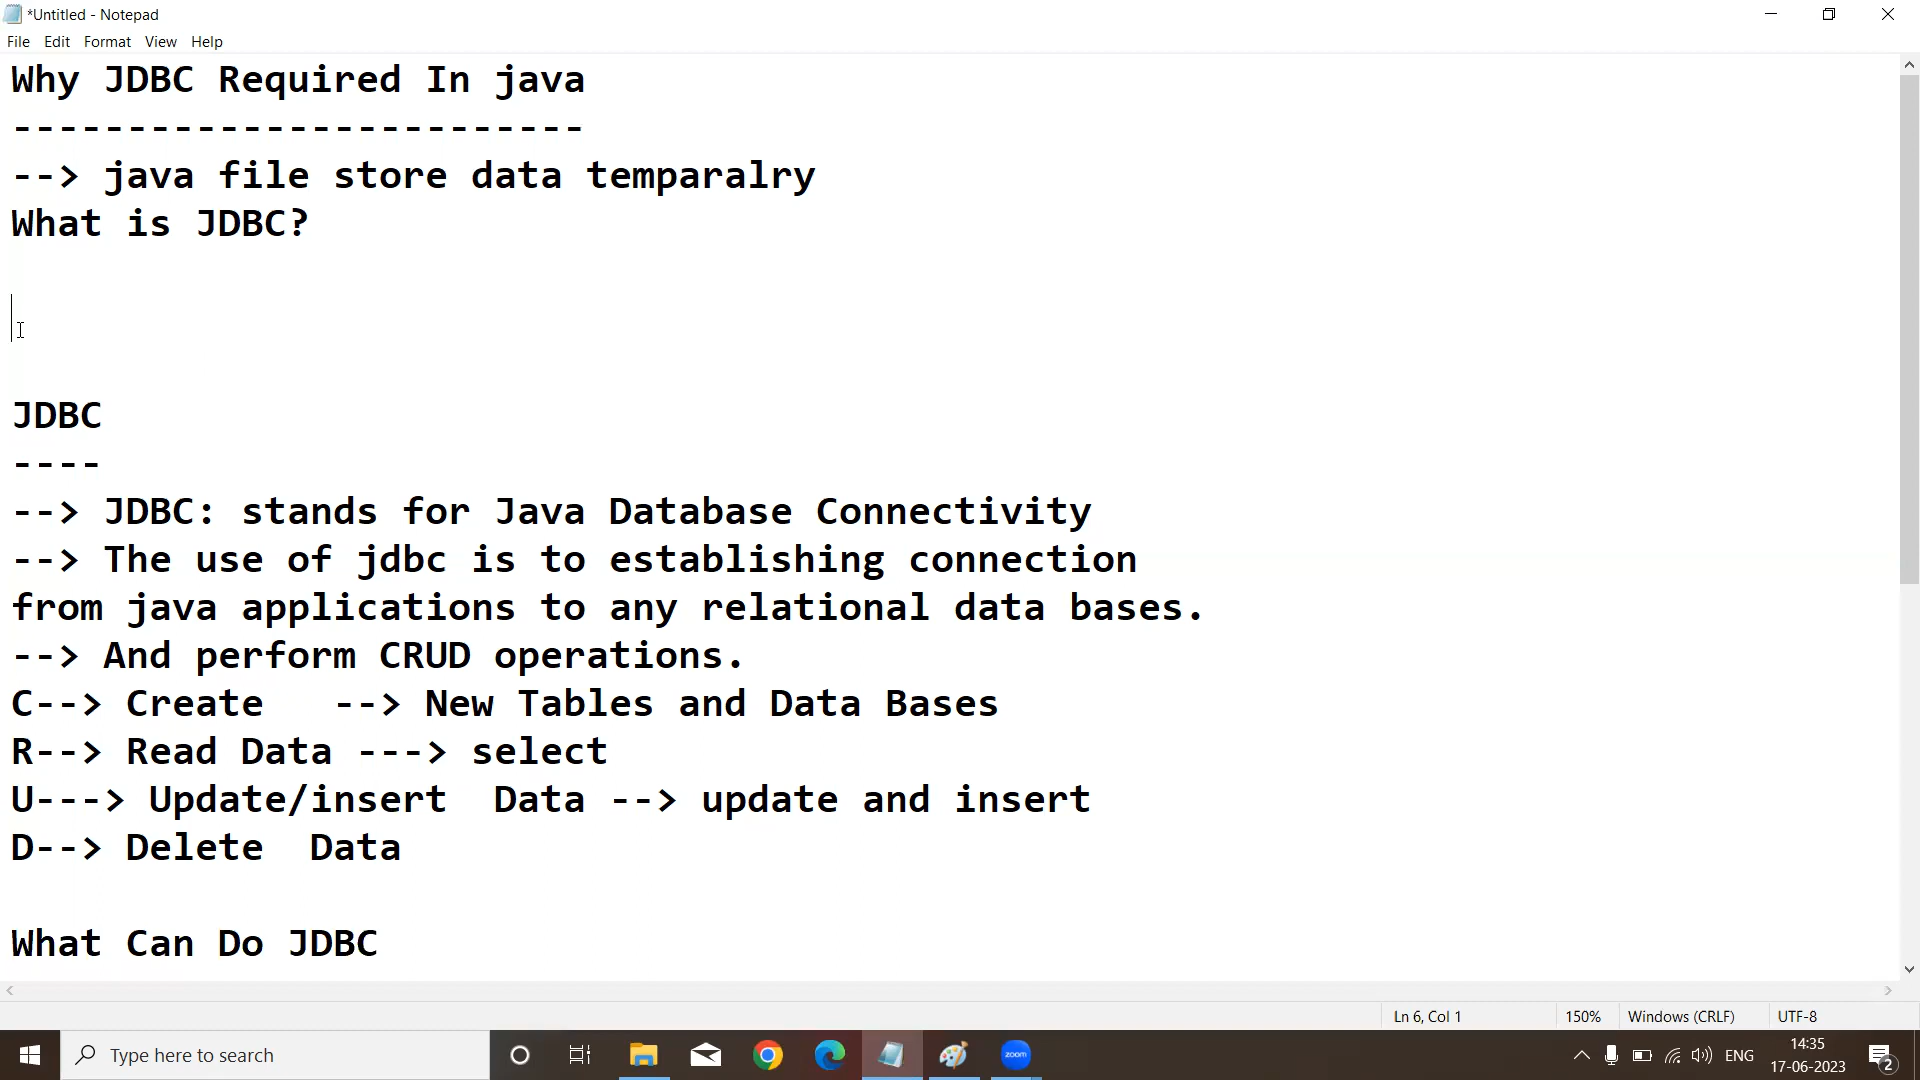 *Untitled - Notepad
File Edit Format View Help
Why JDBC Required In java
-------------------------
--> java file store data temparalry
What is JDBC?
JDBC
----
--> JDBC: stands for Java Database Connectivity
--> The use of jdbc is to establishing connection
from java applications to any relational data bases.
--> And perform CRUD operations.
C--> Create   --> New Tables and Data Bases
R--> Read Data ---> select
U---> Update/insert  Data --> update and insert
D--> Delete  Data
What Can Do JDBC
Ln 6, Col 1 150% Windows (CRLF) UTF-8
Type here to search zoom ENG 14:35
17-06-2023 2